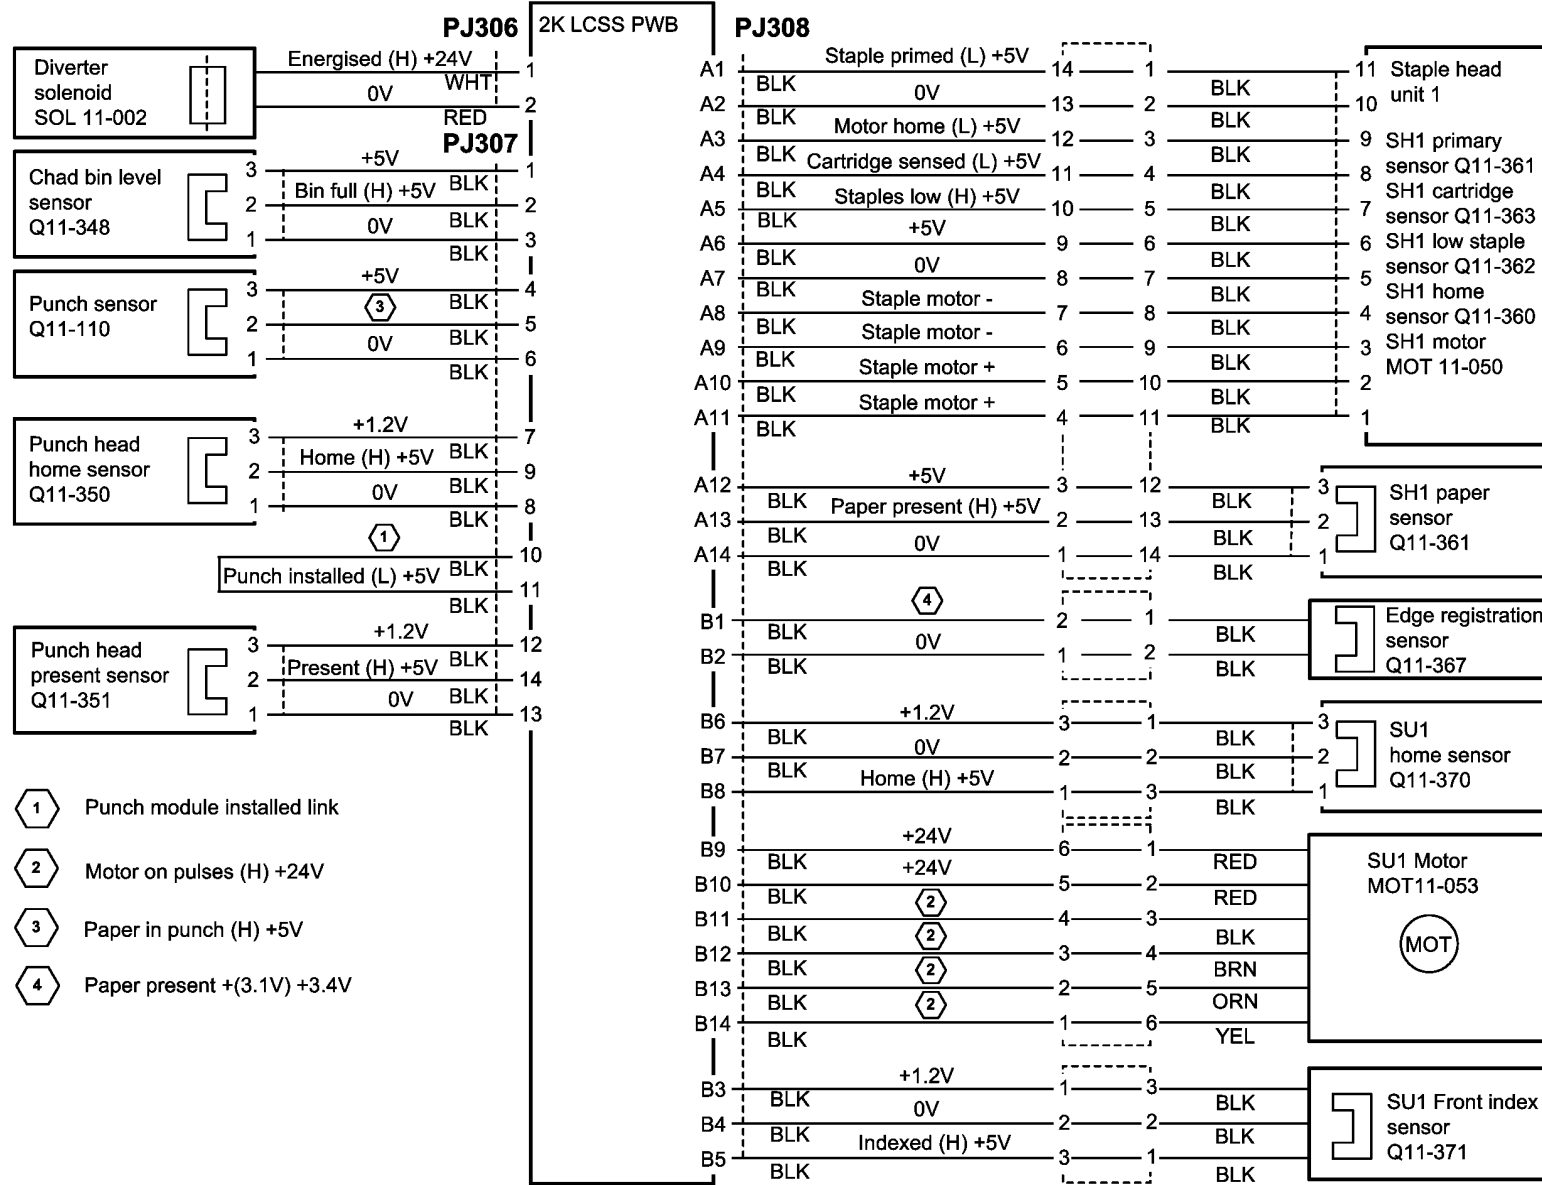 PJ306
2K LCSS PWB
PJ308
Diverter
solenoid
SOL 11-002
Energised (H) +24V
WHT
1
0V
RED
2
PJ307
Chad bin level
sensor
Q11-348
3
+5V
BLK
1
2
Bin full (H) +5V
BLK
2
1
0V
BLK
3
Punch sensor
Q11-110
3
+5V
BLK
4
2
3
BLK
5
1
0V
BLK
6
Punch head
home sensor
Q11-350
3
+1.2V
BLK
7
2
Home (H) +5V
BLK
9
1
0V
BLK
8
1
10
Punch installed (L) +5V
BLK
11
BLK
Punch head
present sensor
Q11-351
3
+1.2V
BLK
12
2
Present (H) +5V
BLK
14
1
0V
BLK
13
1 Punch module installed link
2 Motor on pulses (H) +24V
3 Paper in punch (H) +5V
4 Paper present +(3.1V) +3.4V
A1 BLK Staple primed (L) +5V 14 1 BLK 11
A2 BLK 0V 13 2 BLK 10
A3 BLK Motor home (L) +5V 12 3 BLK 9
A4 BLK Cartridge sensed (L) +5V 11 4 BLK 8
A5 BLK Staples low (H) +5V 10 5 BLK 7
A6 BLK +5V 9 6 BLK 6
A7 BLK 0V 8 7 BLK 5
A8 BLK Staple motor - 7 8 BLK 4
A9 BLK Staple motor - 6 9 BLK 3
A10 BLK Staple motor + 5 10 BLK 2
A11 BLK Staple motor + 4 11 BLK 1
Staple head
unit 1
SH1 primary
sensor Q11-361
SH1 cartridge
sensor Q11-363
SH1 low staple
sensor Q11-362
SH1 home
sensor Q11-360
SH1 motor
MOT 11-050
A12 BLK +5V 3 12 BLK 3
A13 BLK Paper present (H) +5V 2 13 BLK 2
A14 BLK 0V 1 14 BLK 1
SH1 paper
sensor
Q11-361
B1 BLK 4 2 1 BLK
B2 BLK 0V 1 2 BLK
Edge registration
sensor
Q11-367
B6 BLK +1.2V 3 1 BLK 3
B7 BLK 0V 2 2 BLK 2
B8 Home (H) +5V 1 3 BLK 1
SU1
home sensor
Q11-370
B9 BLK +24V 6 1 RED
B10 BLK +24V 5 2 RED
B11 BLK 2 4 3 BLK
B12 BLK 2 3 4 BRN
B13 BLK 2 2 5 ORN
B14 BLK 2 1 6 YEL
SU1 Motor
MOT11-053
MOT
B3 BLK +1.2V 1 3 BLK
B4 BLK 0V 2 2 BLK
B5 BLK Indexed (H) +5V 3 1 BLK
SU1 Front index
sensor
Q11-371